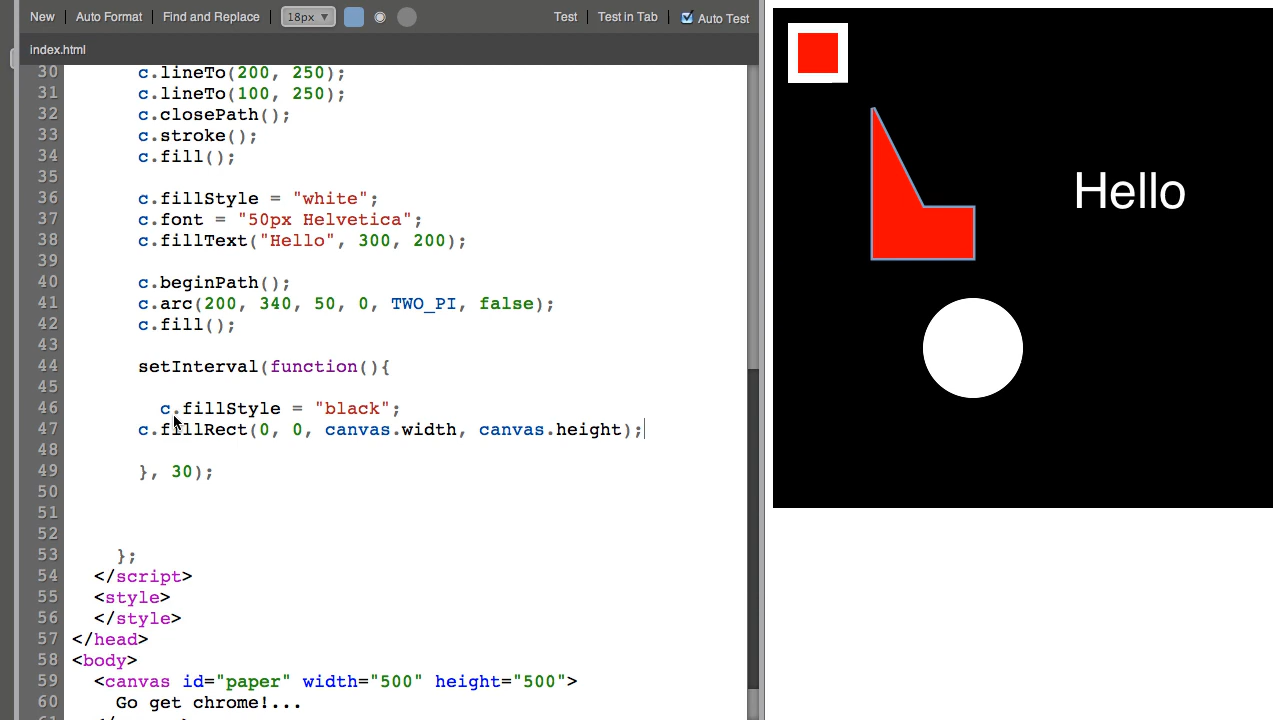 New Auto Format Find and Replace 18px ▼ Test Test in Tab Auto Test
index.html
30 c.lineTo(200, 250);
31 c.lineTo(100, 250);
32 c.closePath();
33 c.stroke();
34 c.fill();
35
36 c.fillStyle = "white";
37 c.font = "50px Helvetica";
38 c.fillText("Hello", 300, 200);
39
40 c.beginPath();
41 c.arc(200, 340, 50, 0, TWO_PI, false);
42 c.fill();
43
44 setInterval(function(){
45
46 c.fillStyle = "black";
47 c.fillRect(0, 0, canvas.width, canvas.height);
48
49 }, 30);
50
51
52
53 };
54 </script>
55 <style>
56 </style>
57 </head>
58 <body>
59 <canvas id="paper" width="500" height="500">
60 Go get chrome!...
Hello